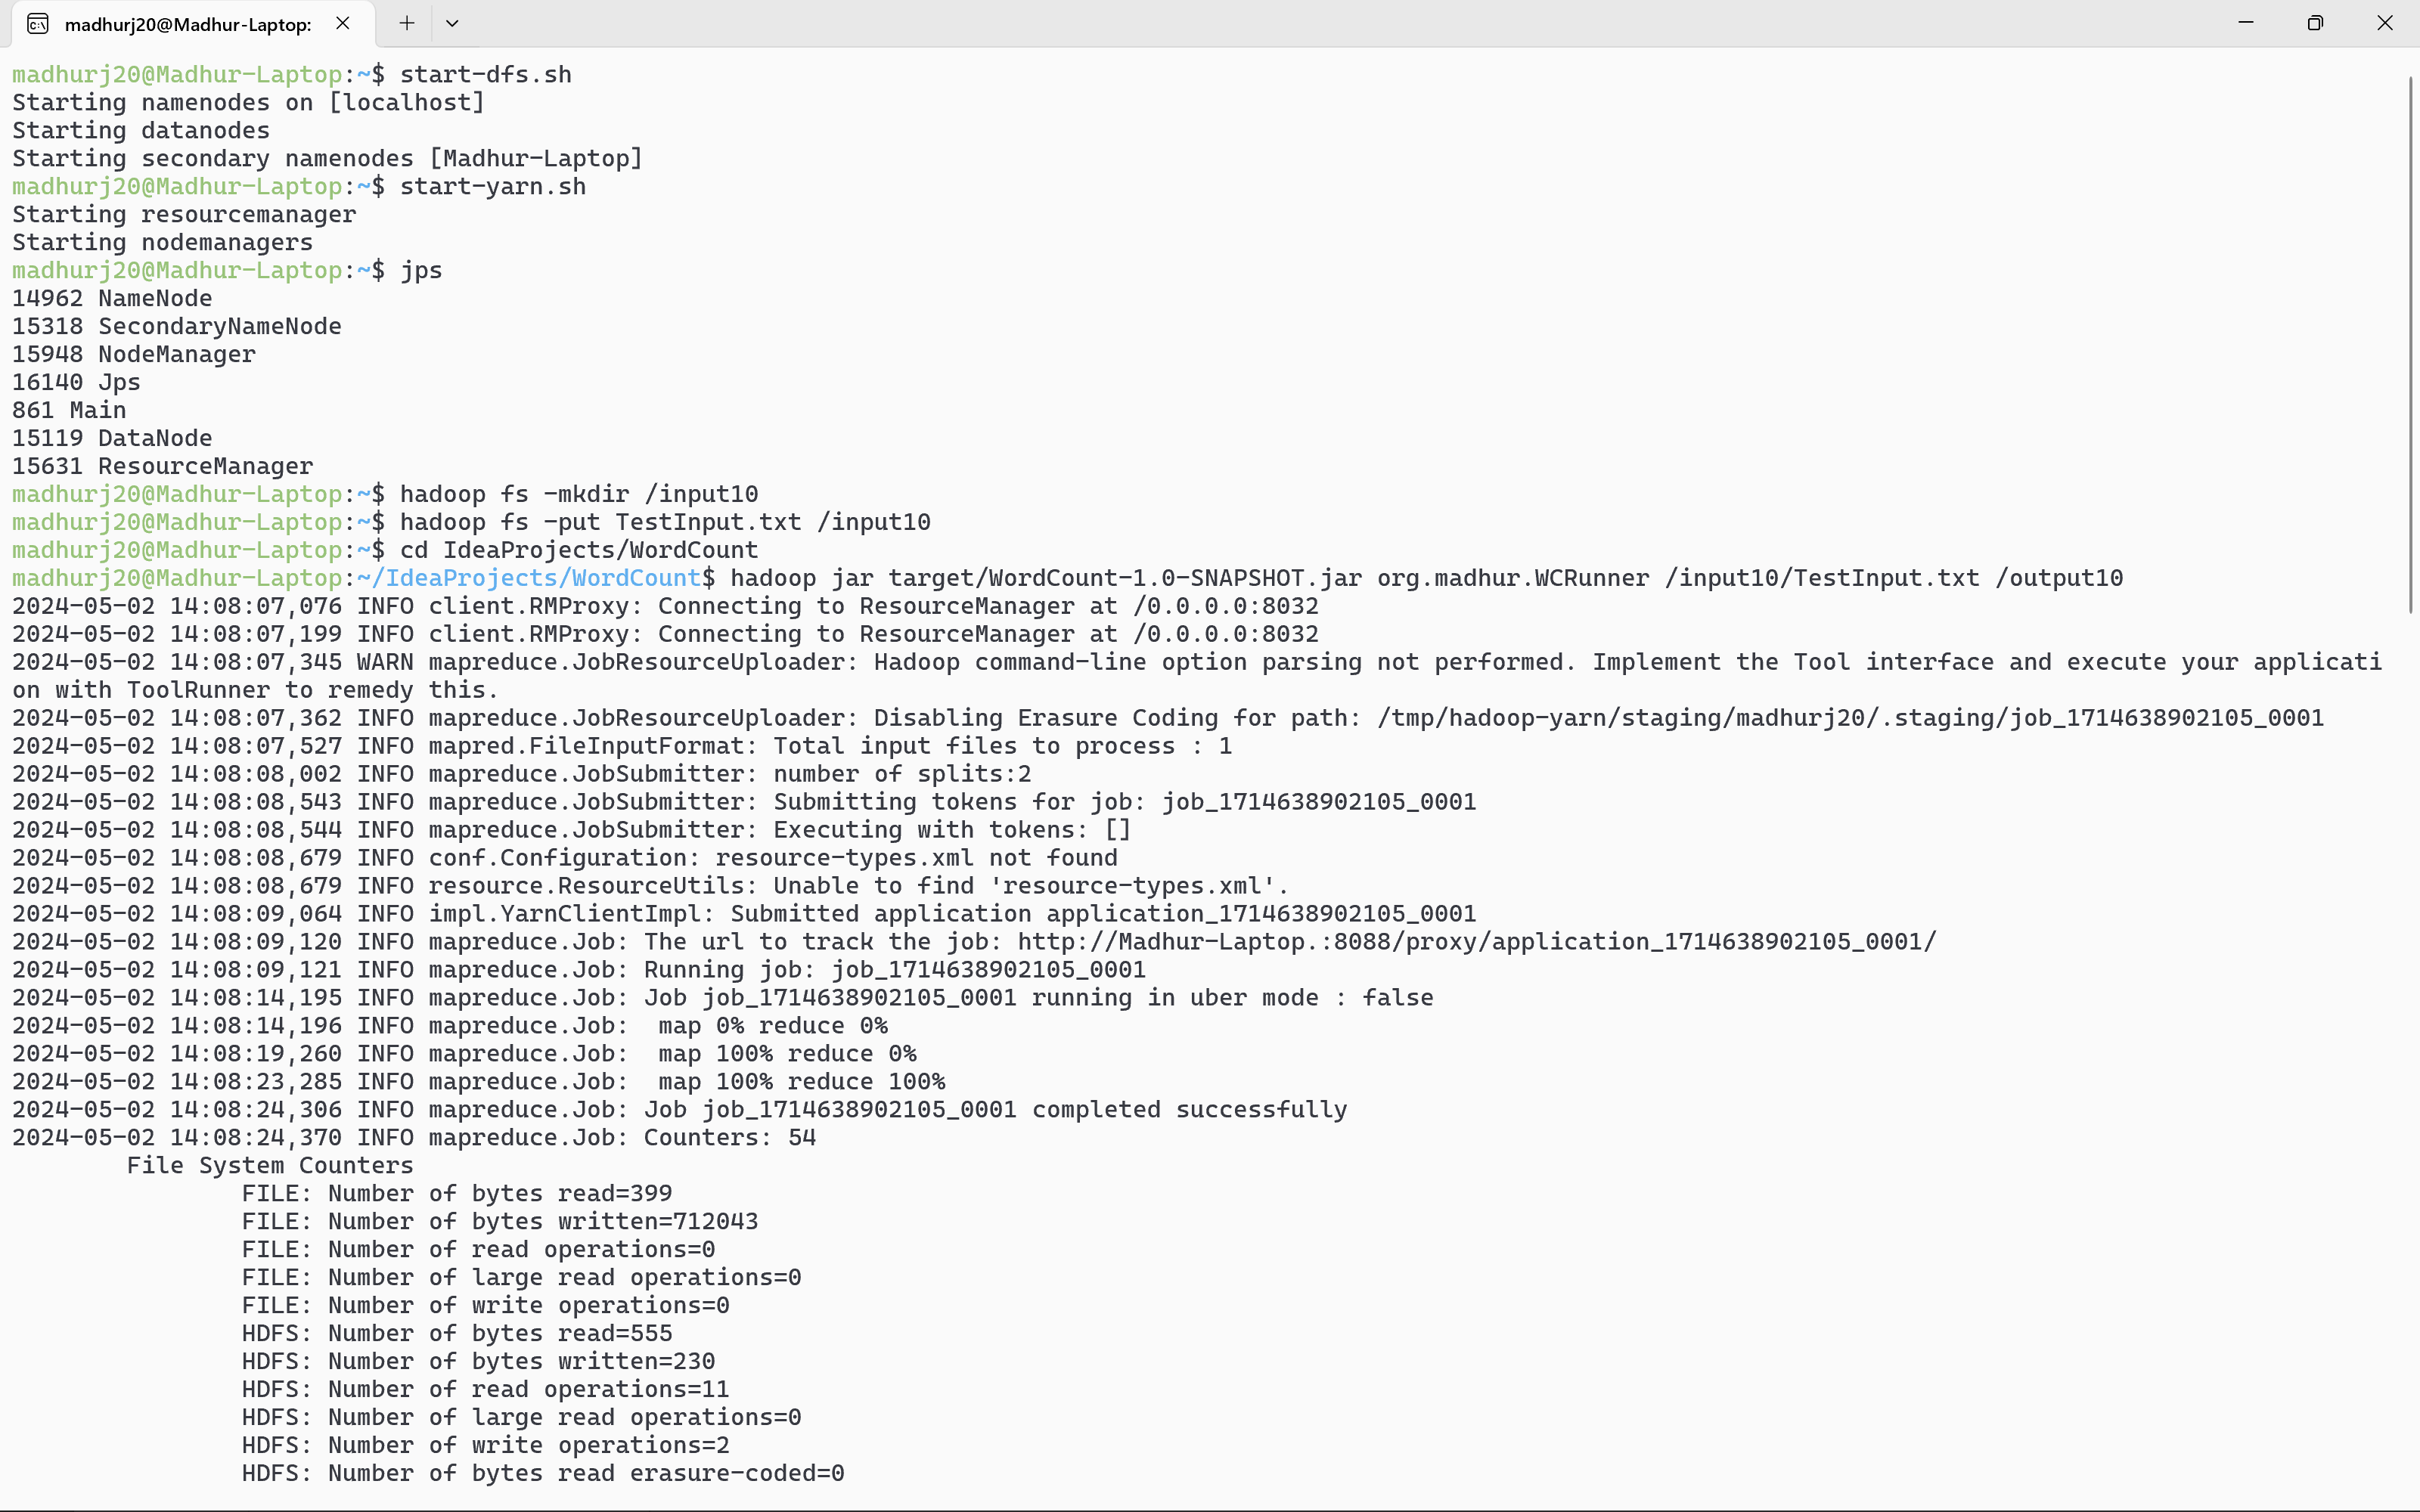 madhurj20@Madhur-Laptop:
madhurj20@Madhur-Laptop:~$ start-dfs.sh
Starting namenodes on [localhost]
Starting datanodes
Starting secondary namenodes [Madhur-Laptop]
madhurj20@Madhur-Laptop:~$ start-yarn.sh
Starting resourcemanager
Starting nodemanagers
madhurj20@Madhur-Laptop:~$ jps
14962 NameNode
15318 SecondaryNameNode
15948 NodeManager
16140 Jps
861 Main
15119 DataNode
15631 ResourceManager
madhurj20@Madhur-Laptop:~$ hadoop fs -mkdir /input10
madhurj20@Madhur-Laptop:~$ hadoop fs -put TestInput.txt /input10
madhurj20@Madhur-Laptop:~$ cd IdeaProjects/WordCount
madhurj20@Madhur-Laptop:~/IdeaProjects/WordCount$ hadoop jar target/WordCount-1.0-SNAPSHOT.jar org.madhur.WCRunner /input10/TestInput.txt /output10
2024-05-02 14:08:07,076 INFO client.RMProxy: Connecting to ResourceManager at /0.0.0.0:8032
2024-05-02 14:08:07,199 INFO client.RMProxy: Connecting to ResourceManager at /0.0.0.0:8032
2024-05-02 14:08:07,345 WARN mapreduce.JobResourceUploader: Hadoop command-line option parsing not performed. Implement the Tool interface and execute your applicati
on with ToolRunner to remedy this.
2024-05-02 14:08:07,362 INFO mapreduce.JobResourceUploader: Disabling Erasure Coding for path: /tmp/hadoop-yarn/staging/madhurj20/.staging/job_1714638902105_0001
2024-05-02 14:08:07,527 INFO mapred.FileInputFormat: Total input files to process : 1
2024-05-02 14:08:08,002 INFO mapreduce.JobSubmitter: number of splits:2
2024-05-02 14:08:08,543 INFO mapreduce.JobSubmitter: Submitting tokens for job: job_1714638902105_0001
2024-05-02 14:08:08,544 INFO mapreduce.JobSubmitter: Executing with tokens: []
2024-05-02 14:08:08,679 INFO conf.Configuration: resource-types.xml not found
2024-05-02 14:08:08,679 INFO resource.ResourceUtils: Unable to find 'resource-types.xml'.
2024-05-02 14:08:09,064 INFO impl.YarnClientImpl: Submitted application application_1714638902105_0001
2024-05-02 14:08:09,120 INFO mapreduce.Job: The url to track the job: http://Madhur-Laptop.:8088/proxy/application_1714638902105_0001/
2024-05-02 14:08:09,121 INFO mapreduce.Job: Running job: job_1714638902105_0001
2024-05-02 14:08:14,195 INFO mapreduce.Job: Job job_1714638902105_0001 running in uber mode : false
2024-05-02 14:08:14,196 INFO mapreduce.Job:  map 0% reduce 0%
2024-05-02 14:08:19,260 INFO mapreduce.Job:  map 100% reduce 0%
2024-05-02 14:08:23,285 INFO mapreduce.Job:  map 100% reduce 100%
2024-05-02 14:08:24,306 INFO mapreduce.Job: Job job_1714638902105_0001 completed successfully
2024-05-02 14:08:24,370 INFO mapreduce.Job: Counters: 54
File System Counters
FILE: Number of bytes read=399
FILE: Number of bytes written=712043
FILE: Number of read operations=0
FILE: Number of large read operations=0
FILE: Number of write operations=0
HDFS: Number of bytes read=555
HDFS: Number of bytes written=230
HDFS: Number of read operations=11
HDFS: Number of large read operations=0
HDFS: Number of write operations=2
HDFS: Number of bytes read erasure-coded=0